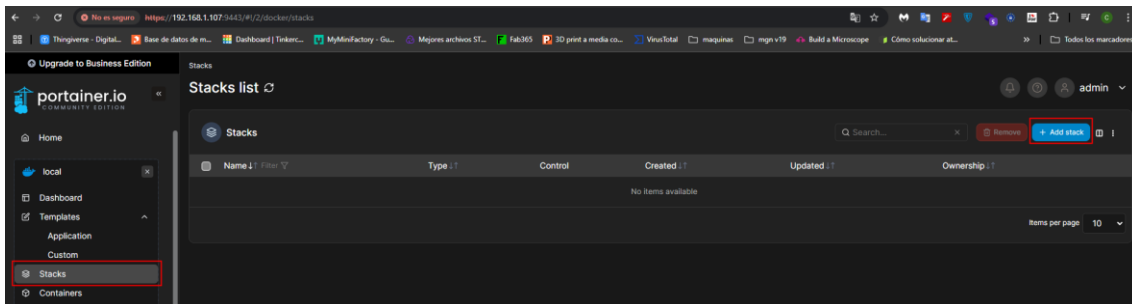 No es seguro https://192.168.1.107:9443/#!/2/docker/stacks
Thingiverse - Digital... Base de datos de m... Dashboard | Tinkerc... MyMiniFactory - Gu... Mejores archivos ST... Fab365 3D print a media co... VirusTotal maquinas mgn v19 Build a Microscope Cómo solucionar at... » Todos los marcadores
Upgrade to Business Edition
portainer.io
COMMUNITY EDITION
«
Home
local
Dashboard
Templates
Application
Custom
Stacks
Containers
Stacks
Stacks list
admin
Stacks
Search...
Remove
+ Add stack
Name Filter Type Control Created Updated Ownership
No items available
Items per page 10